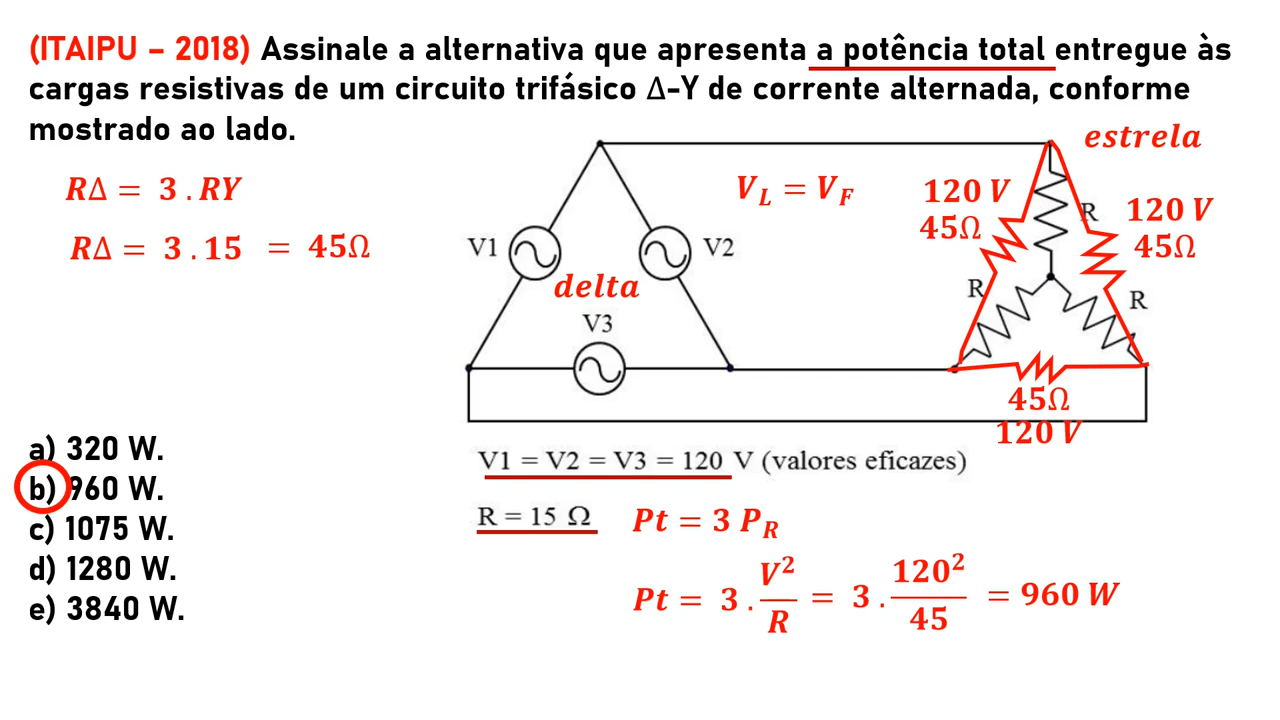 (ITAIPU – 2018) Assinale a alternativa que apresenta a potência total entregue às
cargas resistivas de um circuito trifásico Δ-Y de corrente alternada, conforme
mostrado ao lado.
estrela
RΔ = 3 . RY
RΔ = 3 . 15 = 45Ω
V_L = V_F
120 V
45Ω
R
120 V
45Ω
V1
V2
delta
R
R
V3
45Ω
120 V
a) 320 W.
b) 960 W.
c) 1075 W.
d) 1280 W.
e) 3840 W.
V1 = V2 = V3 = 120 V (valores eficazes)
R = 15 Ω
Pt = 3 P_R
Pt = 3 . V²/R = 3 . 120²/45 = 960 W